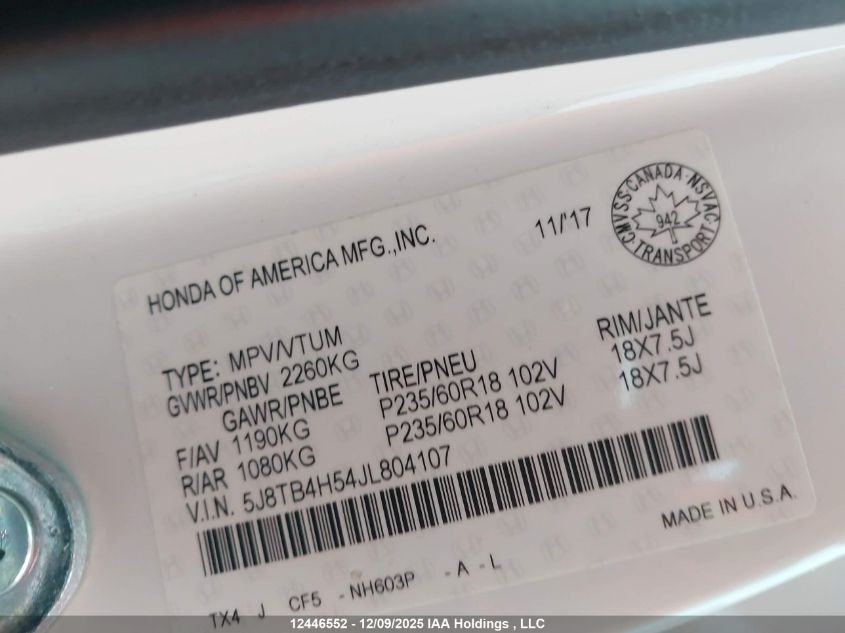 HONDA OF AMERICA MFG.,INC. 11/'17
CMVSS·CANADA·NSVAC
942
TRANSPORT
TYPE: MPV/VTUM
GVWR/PNBV 2260KG
GAWR/PNBE TIRE/PNEU RIM/JANTE
F/AV 1190KG P235/60R18 102V 18X7.5J
R/AR 1080KG P235/60R18 102V 18X7.5J
V.I.N. 5J8TB4H54JL804107
MADE IN U.S.A.
TX4 J CF5 -NH603P -A -L
12446552 - 12/09/2025 IAA Holdings , LLC